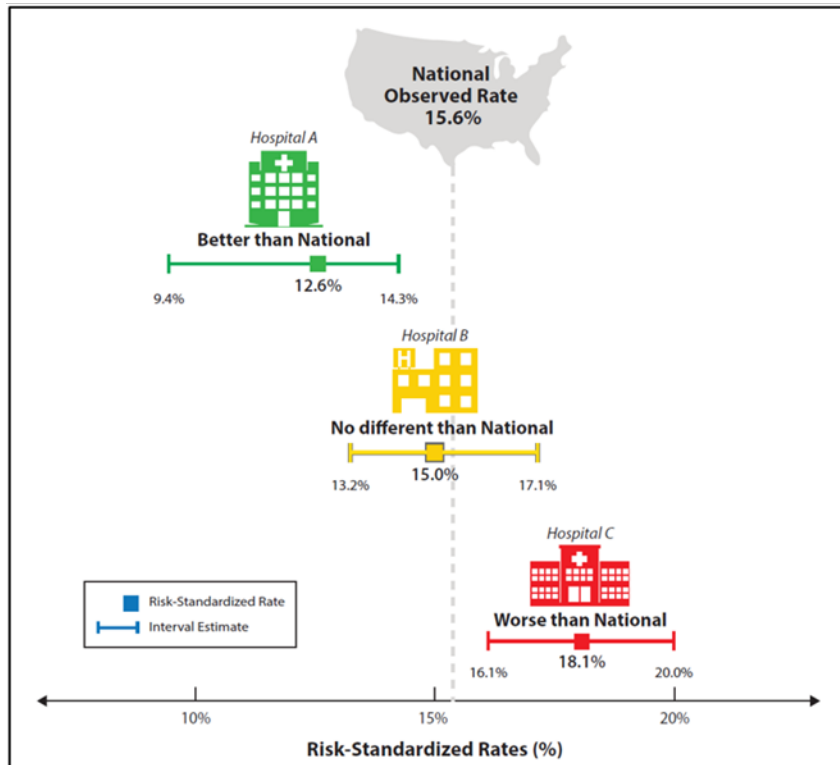 National
Observed Rate
15.6%
Hospital A
Better than National
12.6%
9.4% 14.3%
Hospital B
H
No different than National
15.0%
13.2% 17.1%
Hospital C
Worse than National
18.1%
16.1% 20.0%
Risk-Standardized Rate
Interval Estimate
10% 15% 20%
Risk-Standardized Rates (%)